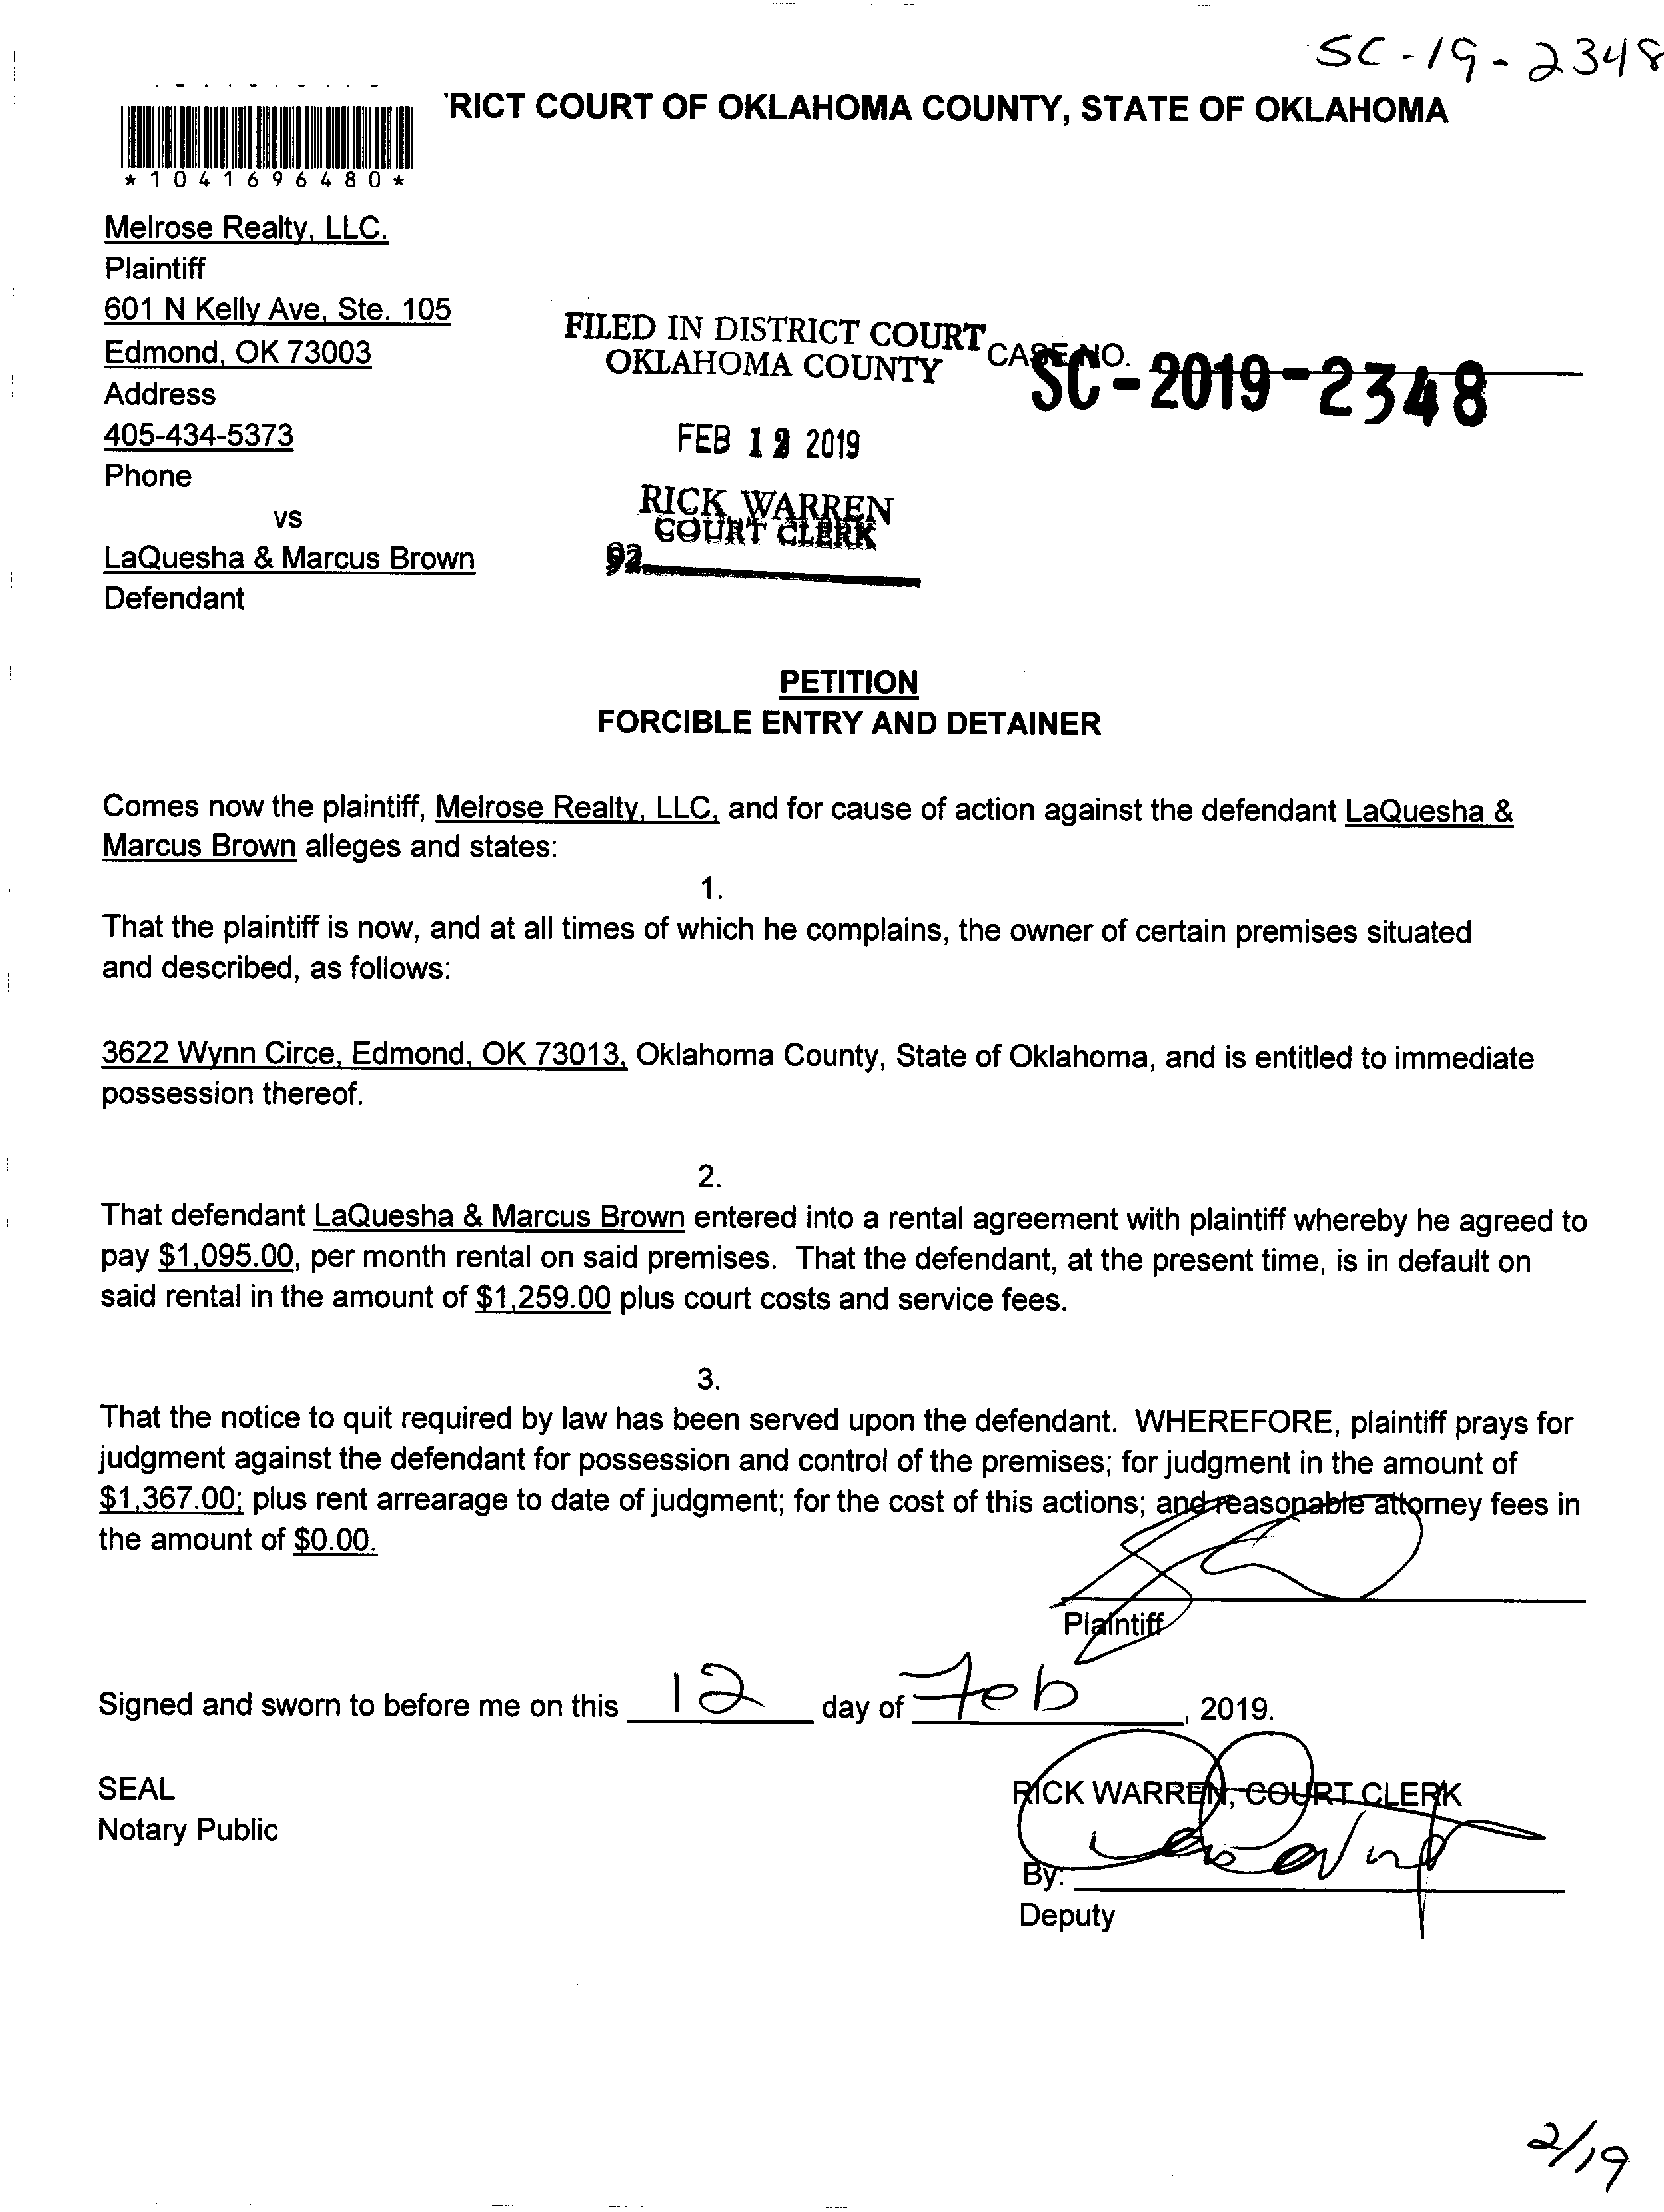 SC-19-2348
'RICT COURT OF OKLAHOMA COUNTY, STATE OF OKLAHOMA
*1041696480*
Melrose Realty, LLC.
Plaintiff
601 N Kelly Ave, Ste. 105
Edmond, OK 73003
Address
405-434-5373
Phone
vs
LaQuesha & Marcus Brown
Defendant
FILED IN DISTRICT COURT
OKLAHOMA COUNTY
CASE NO.
SC-2019-2348
FEB 12 2019
RICK WARREN
COURT CLERK
92
PETITION
FORCIBLE ENTRY AND DETAINER
Comes now the plaintiff, Melrose Realty, LLC, and for cause of action against the defendant LaQuesha &
Marcus Brown alleges and states:
1.
That the plaintiff is now, and at all times of which he complains, the owner of certain premises situated
and described, as follows:
3622 Wynn Circe, Edmond, OK 73013, Oklahoma County, State of Oklahoma, and is entitled to immediate
possession thereof.
2.
That defendant LaQuesha & Marcus Brown entered into a rental agreement with plaintiff whereby he agreed to
pay $1,095.00, per month rental on said premises. That the defendant, at the present time, is in default on
said rental in the amount of $1,259.00 plus court costs and service fees.
3.
That the notice to quit required by law has been served upon the defendant. WHEREFORE, plaintiff prays for
judgment against the defendant for possession and control of the premises; for judgment in the amount of
$1,367.00; plus rent arrearage to date of judgment; for the cost of this actions; and reasonable attorney fees in
the amount of $0.00.
Plaintiff
Signed and sworn to before me on this 12 day of Feb, 2019.
SEAL
Notary Public
RICK WARREN, COURT CLERK
By:
Deputy
2/19